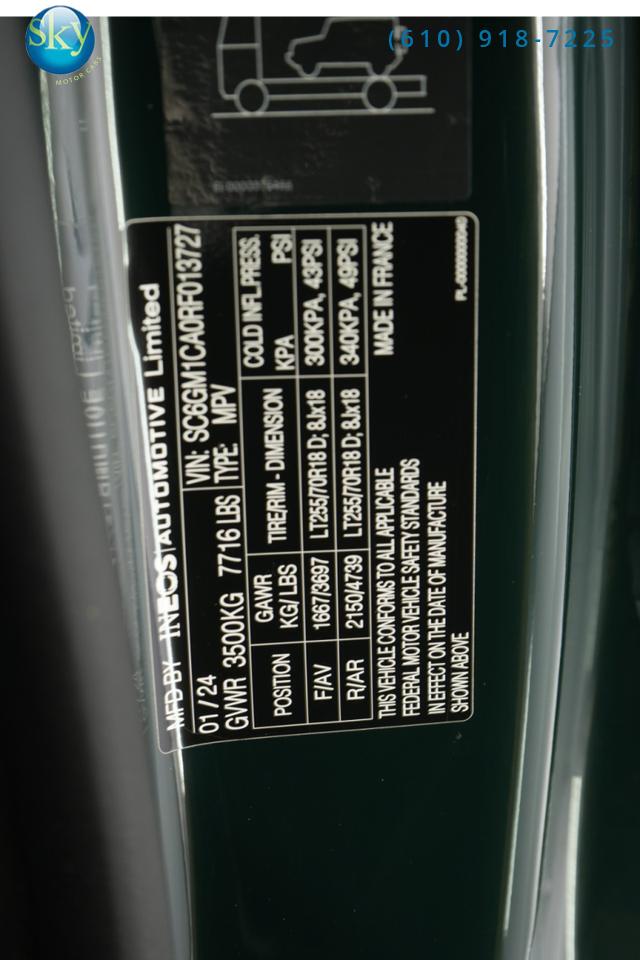 Sky
MOTOR CARS
(610) 918-7225
MFD BY INEOS AUTOMOTIVE Limited
01 / 24 VIN: SC6GM1CA0RF013727
GVWR 3500KG 7716 LBS TYPE: MPV
POSITION GAWR KG/ LBS TIRE/RIM - DIMENSION COLD INFL.PRESS. KPA PSI
F/AV 1667/3697 LT255/70R18 D; 8Jx18 300KPA, 43PSI
R/AR 2150/4739 LT255/70R18 D; 8Jx18 340KPA, 49PSI
THIS VEHICLE CONFORMS TO ALL APPLICABLE MADE IN FRANCE
FEDERAL MOTOR VEHICLE SAFETY STANDARDS
IN EFFECT ON THE DATE OF MANUFACTURE
SHOWN ABOVE